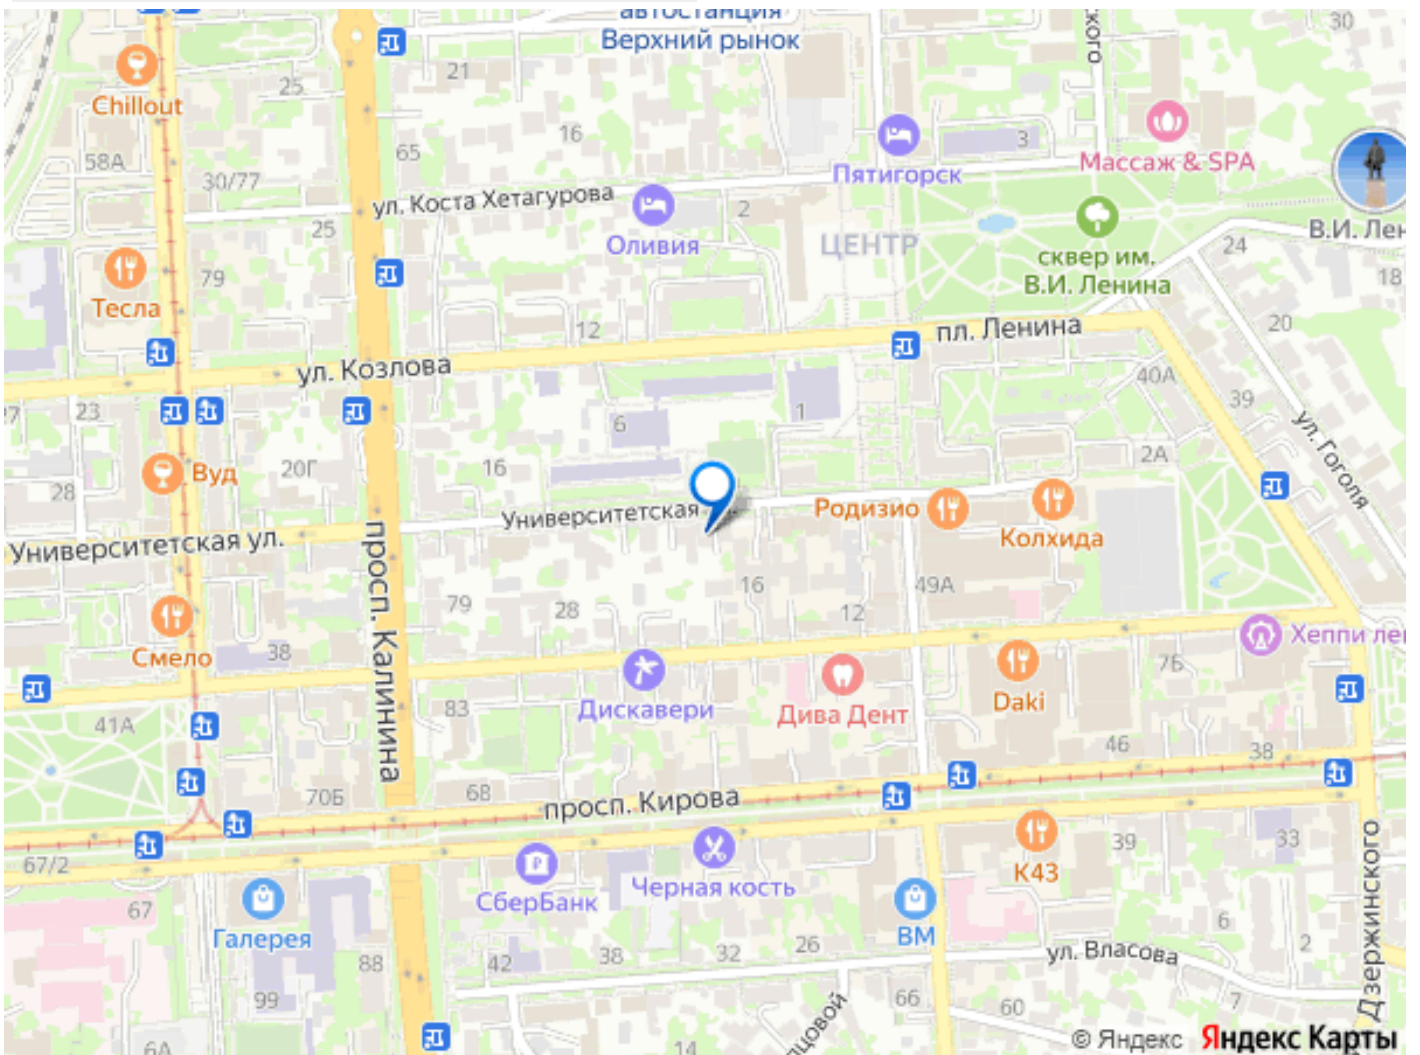 автостанция
Верхний рынок
30
Chillout
21
25
16
65
3
58А
Пятигорск
Массаж & SPA
30/77
ул. Коста Хетагурова
2
25
Оливия
ЦЕНТР
сквер им.
В.И. Ленина
В.И. Лен
24
18
79
Тесла
12
пл. Ленина
20
ул. Козлова
40А
39
23
1
6
ул. Гоголя
Вуд
20Г
16
2А
28
Университетская
Родизио
Колхида
Университетская ул.
просп. Калинина
16
49А
79
28
12
Смело
38
Хеппи ле
7Б
Дискавери
Дива Дент
Daki
41А
83
46
38
70Б
68
просп. Кирова
67/2
39
33
К43
СберБанк
Черная кость
67
Галерея
ВМ
6
2
88
42
38
32
26
ул. Власова
Дзержинского
99
66
60
7
6А
14
© Яндекс Яндекс Карты